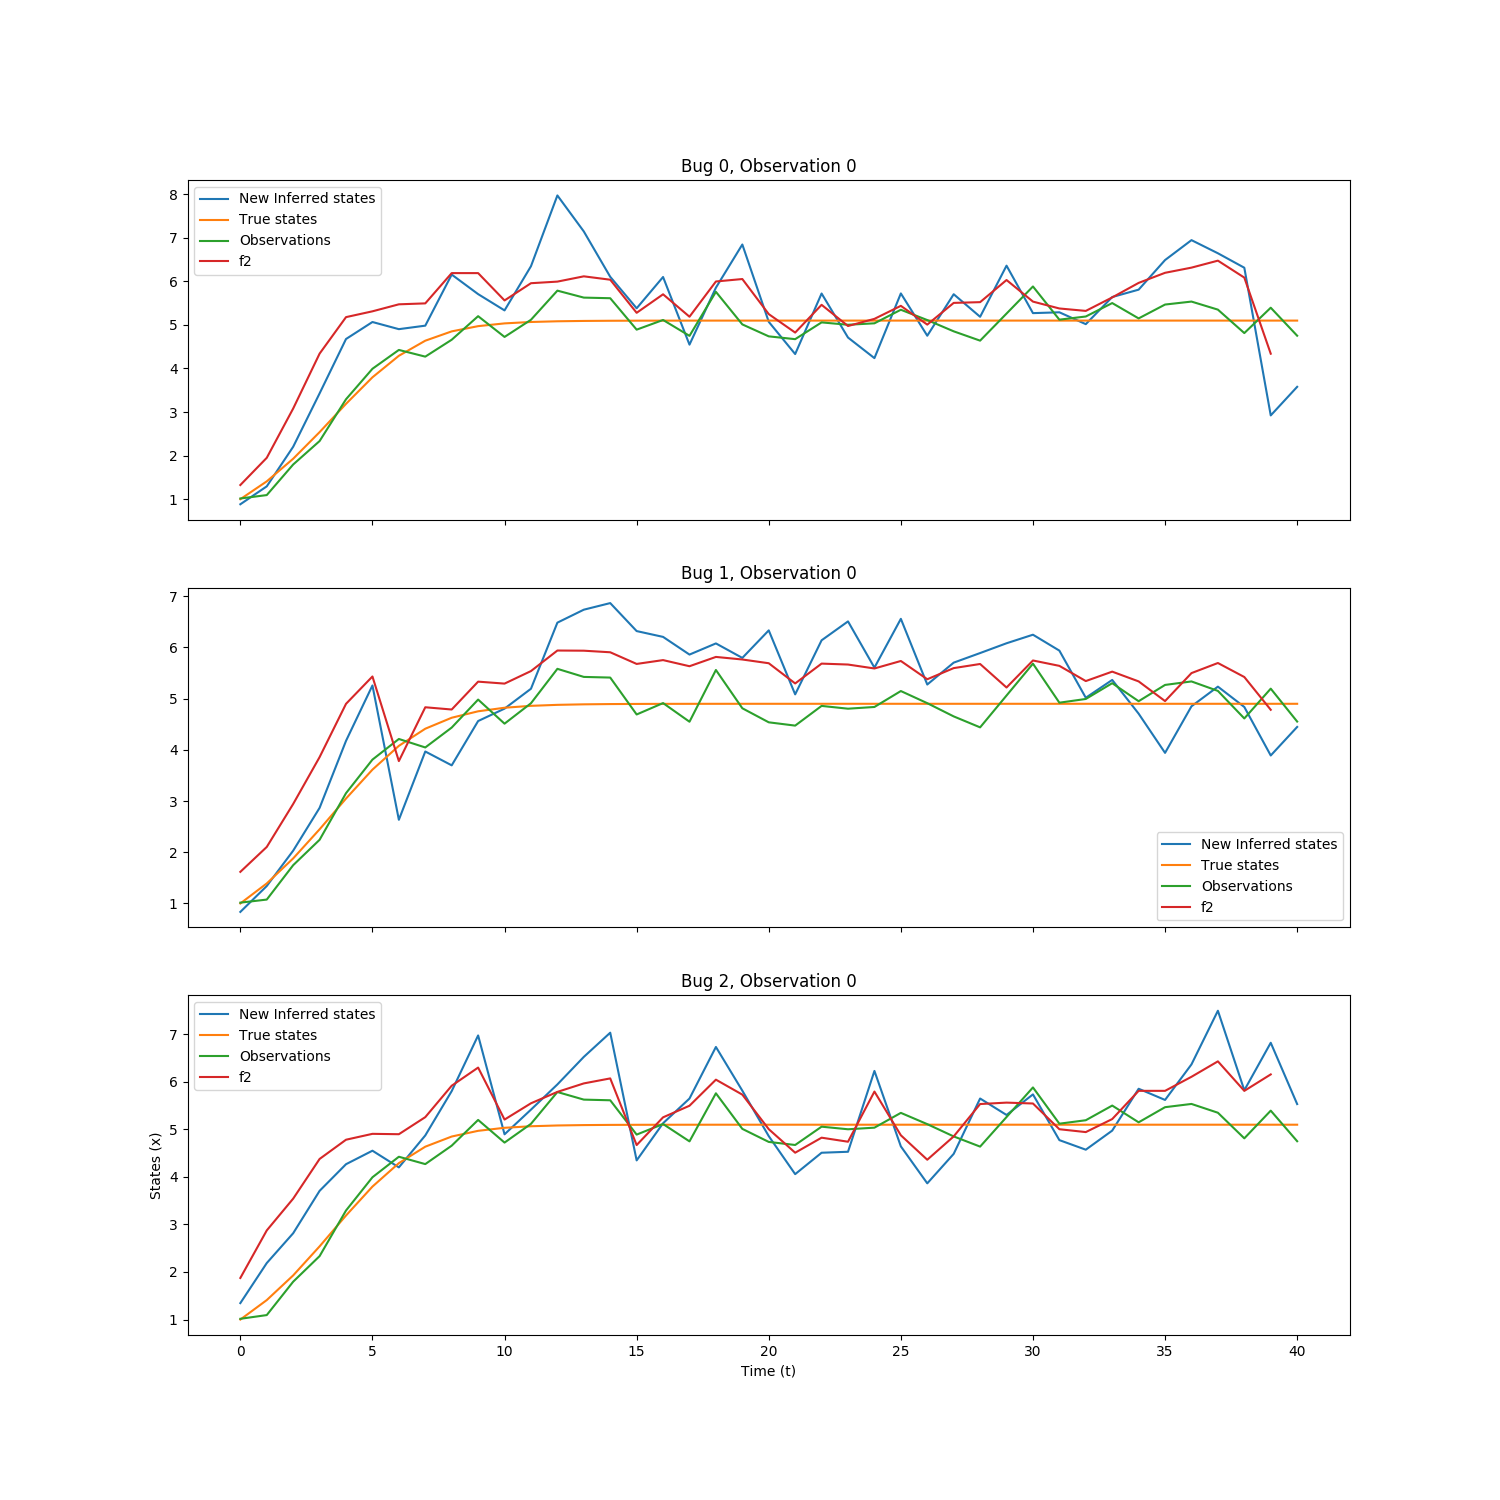 Bug 0, Observation 0
8
7
6
5
4
3
2
1
New Inferred states
True states
Observations
f2
Bug 1, Observation 0
7
6
5
4
3
2
1
New Inferred states
True states
Observations
f2
Bug 2, Observation 0
7
6
5
4
3
2
1
New Inferred states
True states
Observations
f2
States (x)
0 5 10 15 20 25 30 35 40
Time (t)